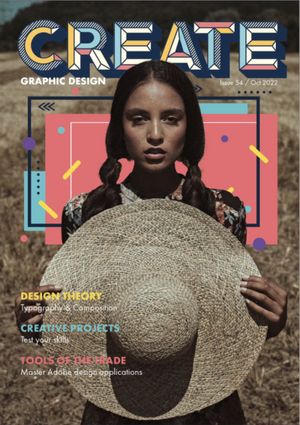 CREATE
GRAPHIC DESIGN
Issue 54 / Oct 2022
DESIGN THEORY
Typography & Composition
CREATIVE PROJECTS
Test your skills
TOOLS OF THE TRADE
Master Adobe design applications